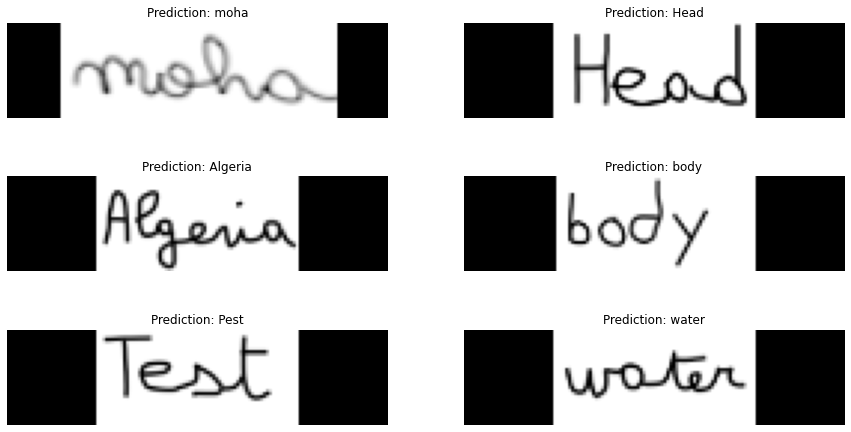 Prediction: moha
moha
Prediction: Head
Head
Prediction: Algeria
Algeria
Prediction: body
body
Prediction: Pest
Test
Prediction: water
water